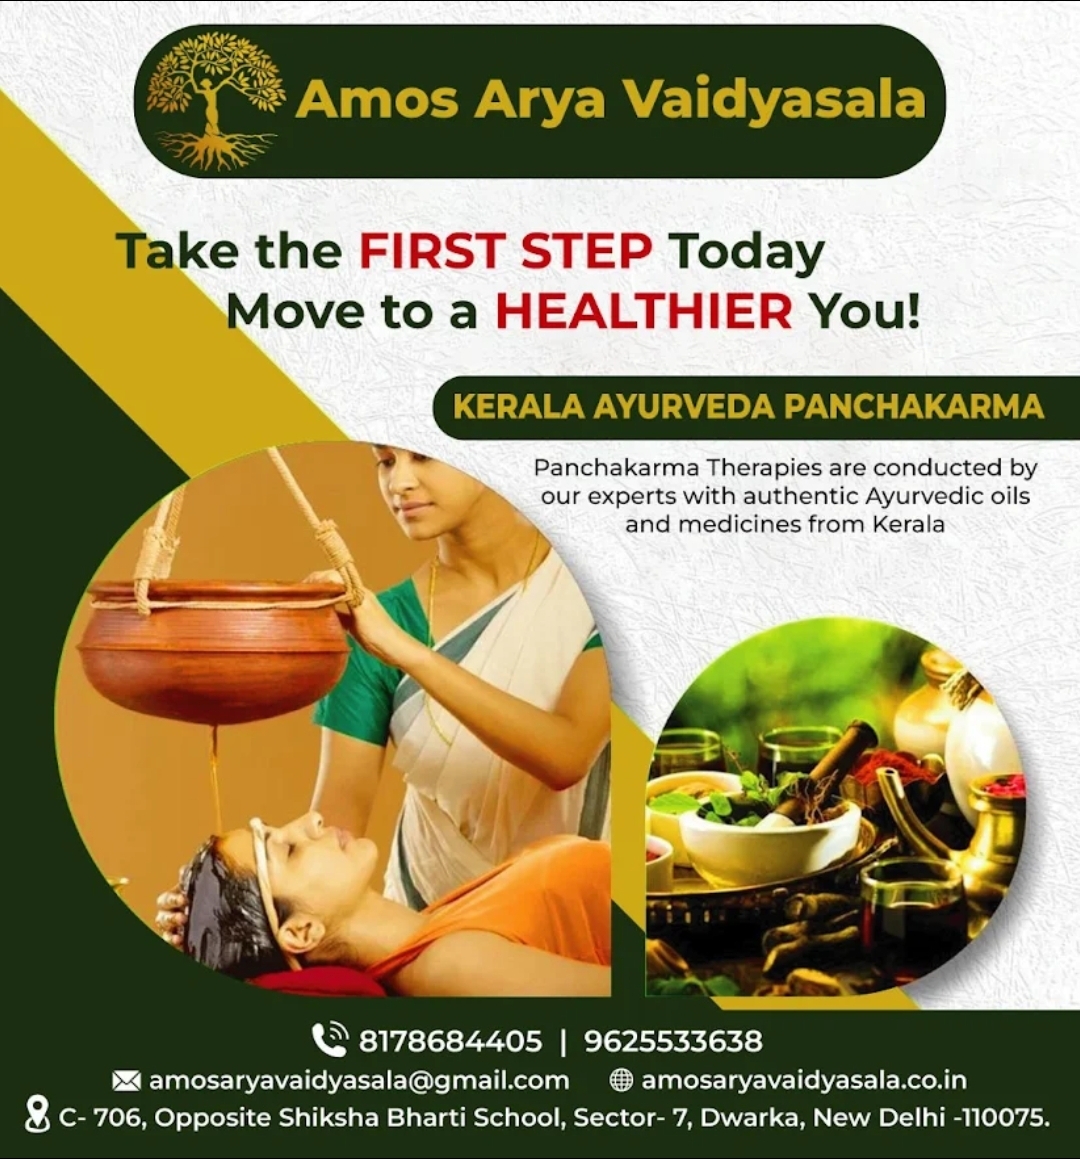 Amos Arya Vaidyasala
Take the FIRST STEP Today
Move to a HEALTHIER You!
KERALA AYURVEDA PANCHAKARMA
Panchakarma Therapies are conducted by
our experts with authentic Ayurvedic oils
and medicines from Kerala
8178684405 | 9625533638
amosaryavaidyasala@gmail.com amosaryavaidyasala.co.in
C- 706, Opposite Shiksha Bharti School, Sector- 7, Dwarka, New Delhi -110075.